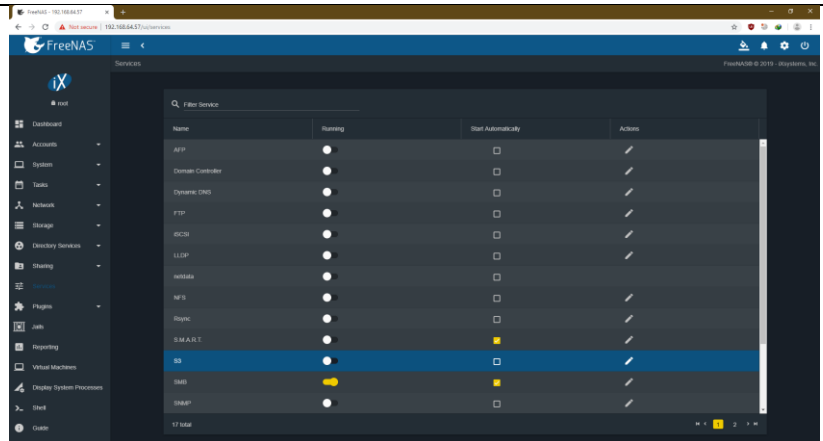 FreeNAS - 192.168.64.57
Not secure | 192.168.64.57/ui/services
FreeNAS
Services
FreeNAS® © 2019 - iXsystems, Inc.
iX
root
Filter Service
Dashboard
Name Running Start Automatically Actions
Accounts
AFP
System
Domain Controller
Tasks
Dynamic DNS
Network
FTP
Storage
iSCSI
Directory Services
LLDP
Sharing
netdata
Services
NFS
Plugins
Rsync
Jails
S.M.A.R.T.
Reporting
S3
Virtual Machines
SMB
Display System Processes
SNMP
Shell
17 total 1 2
Guide